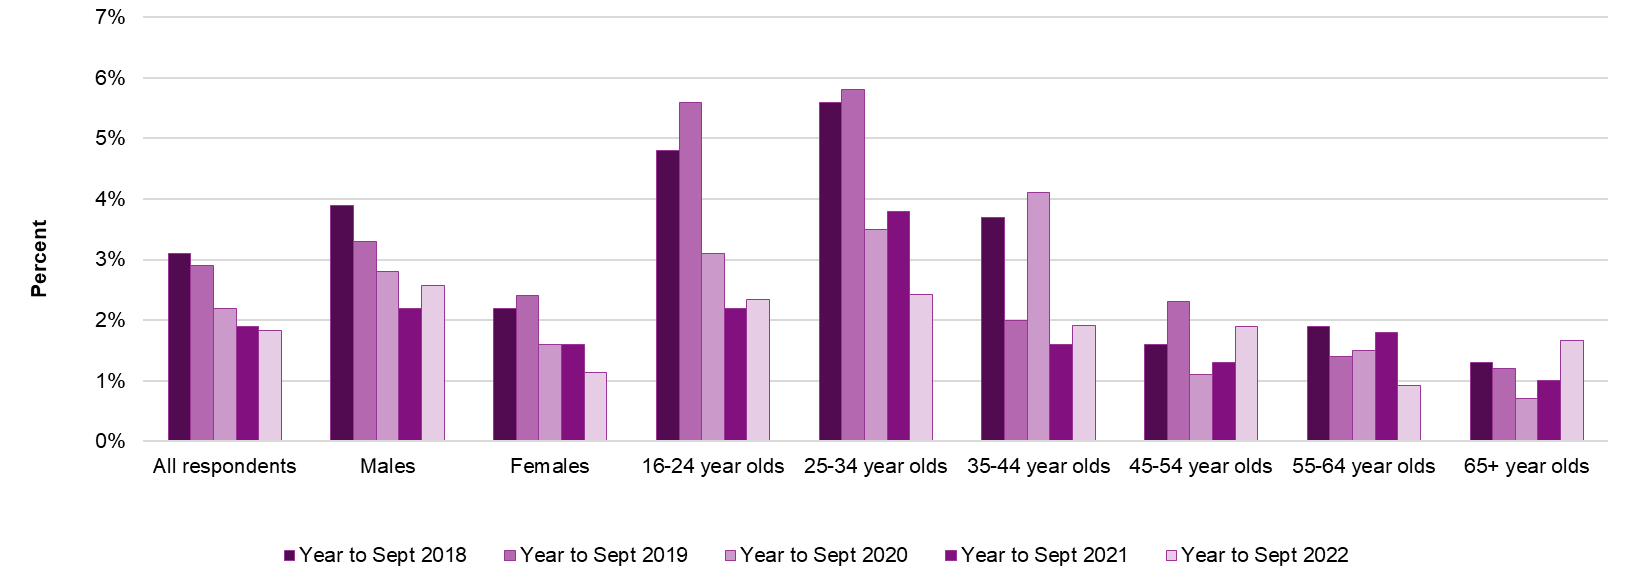 7%
6%
5%
4%
3%
2%
1%
0%
Percent
All respondents Males Females 16-24 year olds 25-34 year olds 35-44 year olds 45-54 year olds 55-64 year olds 65+ year olds
Year to Sept 2018 Year to Sept 2019 Year to Sept 2020 Year to Sept 2021 Year to Sept 2022